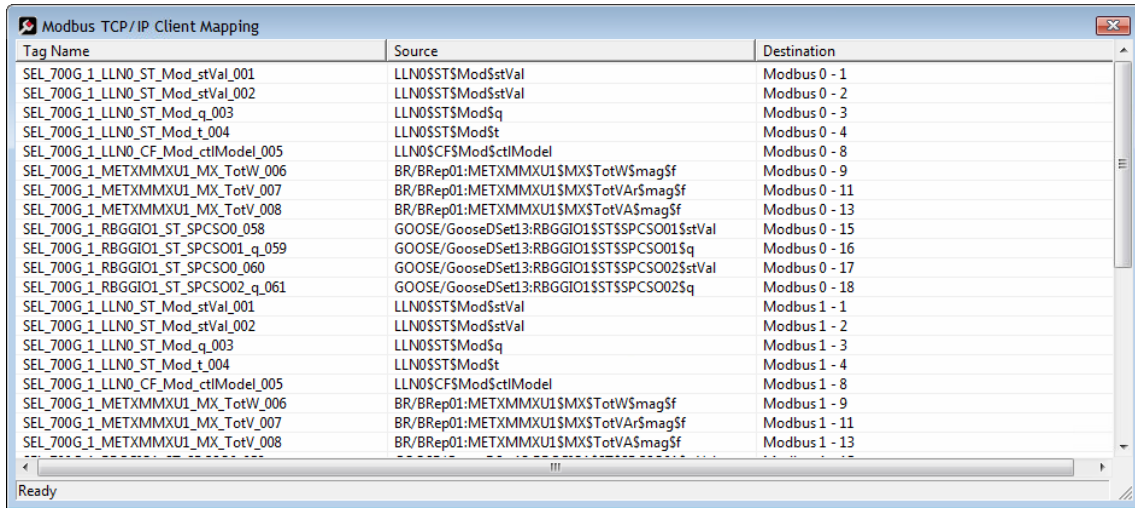 Modbus TCP/IP Client Mapping
Tag Name Source Destination
SEL_700G_1_LLN0_ST_Mod_stVal_001 LLN0$ST$Mod$stVal Modbus 0 - 1
SEL_700G_1_LLN0_ST_Mod_stVal_002 LLN0$ST$Mod$stVal Modbus 0 - 2
SEL_700G_1_LLN0_ST_Mod_q_003 LLN0$ST$Mod$q Modbus 0 - 3
SEL_700G_1_LLN0_ST_Mod_t_004 LLN0$ST$Mod$t Modbus 0 - 4
SEL_700G_1_LLN0_CF_Mod_ctlModel_005 LLN0$CF$Mod$ctlModel Modbus 0 - 8
SEL_700G_1_METXMMXU1_MX_TotW_006 BR/BRep01:METXMMXU1$MX$TotW$mag$f Modbus 0 - 9
SEL_700G_1_METXMMXU1_MX_TotV_007 BR/BRep01:METXMMXU1$MX$TotVAr$mag$f Modbus 0 - 11
SEL_700G_1_METXMMXU1_MX_TotV_008 BR/BRep01:METXMMXU1$MX$TotVA$mag$f Modbus 0 - 13
SEL_700G_1_RBGGIO1_ST_SPCSO0_058 GOOSE/GooseDSet13:RBGGIO1$ST$SPCSO01$stVal Modbus 0 - 15
SEL_700G_1_RBGGIO1_ST_SPCSO01_q_059 GOOSE/GooseDSet13:RBGGIO1$ST$SPCSO01$q Modbus 0 - 16
SEL_700G_1_RBGGIO1_ST_SPCSO0_060 GOOSE/GooseDSet13:RBGGIO1$ST$SPCSO02$stVal Modbus 0 - 17
SEL_700G_1_RBGGIO1_ST_SPCSO02_q_061 GOOSE/GooseDSet13:RBGGIO1$ST$SPCSO02$q Modbus 0 - 18
SEL_700G_1_LLN0_ST_Mod_stVal_001 LLN0$ST$Mod$stVal Modbus 1 - 1
SEL_700G_1_LLN0_ST_Mod_stVal_002 LLN0$ST$Mod$stVal Modbus 1 - 2
SEL_700G_1_LLN0_ST_Mod_q_003 LLN0$ST$Mod$q Modbus 1 - 3
SEL_700G_1_LLN0_ST_Mod_t_004 LLN0$ST$Mod$t Modbus 1 - 4
SEL_700G_1_LLN0_CF_Mod_ctlModel_005 LLN0$CF$Mod$ctlModel Modbus 1 - 8
SEL_700G_1_METXMMXU1_MX_TotW_006 BR/BRep01:METXMMXU1$MX$TotW$mag$f Modbus 1 - 9
SEL_700G_1_METXMMXU1_MX_TotV_007 BR/BRep01:METXMMXU1$MX$TotVAr$mag$f Modbus 1 - 11
SEL_700G_1_METXMMXU1_MX_TotV_008 BR/BRep01:METXMMXU1$MX$TotVA$mag$f Modbus 1 - 13
Ready